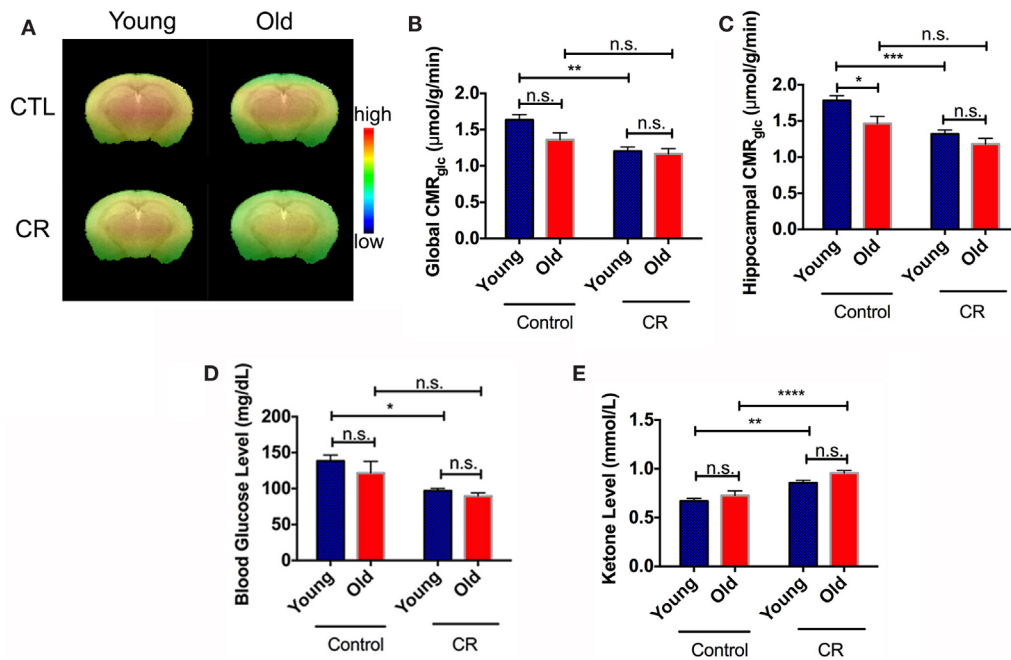 A
Young Old
CTL
CR
high
low
B
Global CMRglc (μmol/g/min)
2.0
1.5
1.0
0.5
0.0
n.s.
**
n.s.
n.s.
Young Old Young Old
Control CR
C
Hippocampal CMRglc (μmol/g/min)
2.0
1.5
1.0
0.5
0.0
n.s.
***
*
n.s.
Young Old Young Old
Control CR
D
Blood Glucose Level (mg/dL)
200
150
100
50
0
n.s.
*
n.s.
n.s.
Young Old Young Old
Control CR
E
Ketone Level (mmol/L)
1.5
1.0
0.5
0.0
****
**
n.s.
n.s.
Young Old Young Old
Control CR